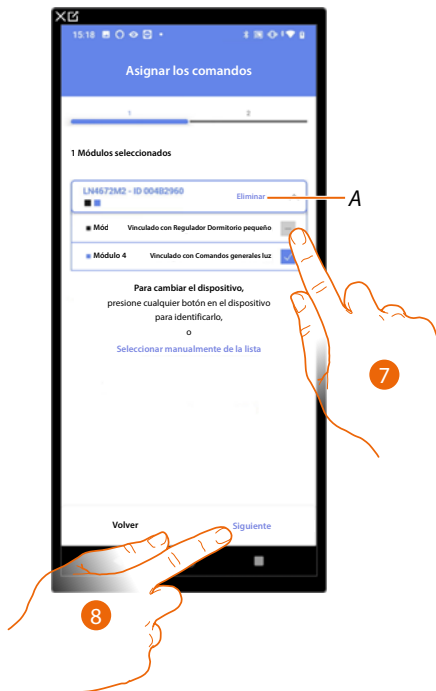 15:18
Asignar los comandos
1 2
1 Módulos seleccionados
LN4672M2 - ID 004B2960
Eliminar
A
Mód Vinculado con Regulador Dormitorio pequeño
Módulo 4 Vinculado con Comandos generales luz
Para cambiar el dispositivo,
presione cualquier botón en el dispositivo
para identificarlo,
o
Seleccionar manualmente de la lista
7
Volver Siguiente
8